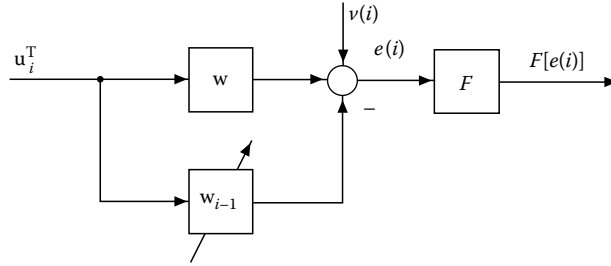 ν(i)
u_i^T
w
e(i)
F
F[e(i)]
−
w_{i−1}